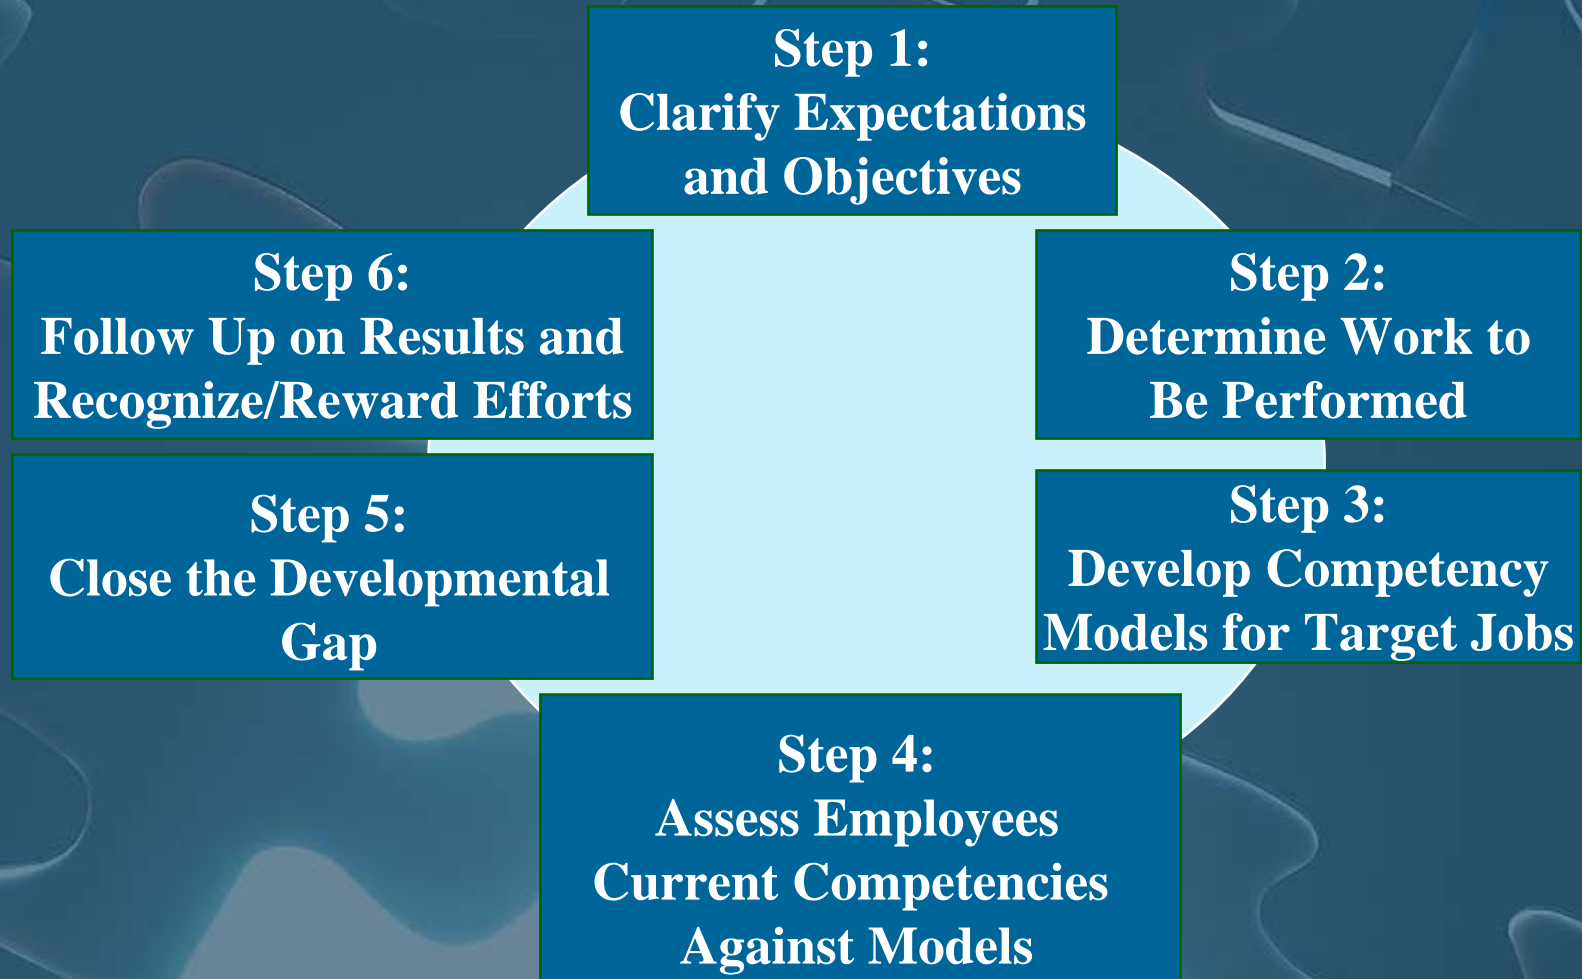 Step 1:
Clarify Expectations
and Objectives
Step 2:
Determine Work to
Be Performed
Step 3:
Develop Competency
Models for Target Jobs
Step 4:
Assess Employees
Current Competencies
Against Models
Step 5:
Close the Developmental
Gap
Step 6:
Follow Up on Results and
Recognize/Reward Efforts